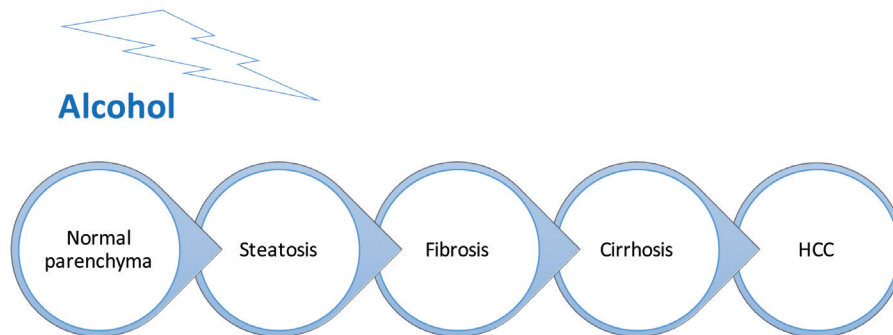 Alcohol
Normal
parenchyma
Steatosis
Fibrosis
Cirrhosis
HCC